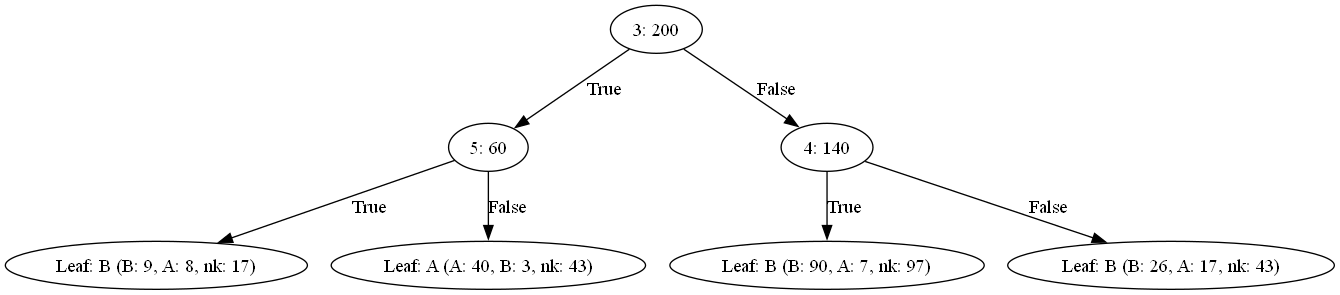 3: 200
True
False
5: 60
4: 140
True
False
True
False
Leaf: B (B: 9, A: 8, nk: 17)
Leaf: A (A: 40, B: 3, nk: 43)
Leaf: B (B: 90, A: 7, nk: 97)
Leaf: B (B: 26, A: 17, nk: 43)